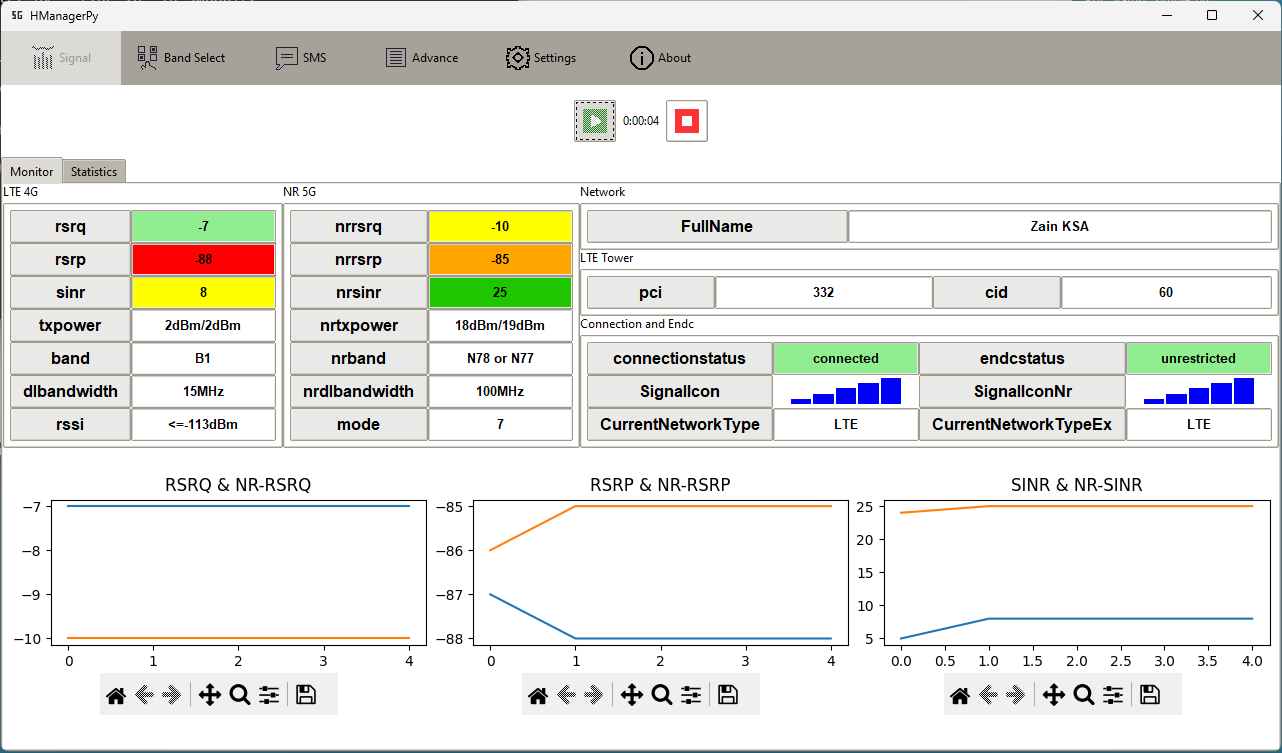 5G HManagerPy
Signal Band Select SMS Advance Settings About
0:00:04
Monitor Statistics
LTE 4G NR 5G Network
rsrq -7 nrrsrq -10 FullName Zain KSA
rsrp -88 nrrsrp -85
LTE Tower
sinr 8 nrsinr 25 pci 332 cid 60
txpower 2dBm/2dBm nrtxpower 18dBm/19dBm
Connection and Endc
band B1 nrband N78 or N77 connectionstatus connected endcstatus unrestricted
dlbandwidth 15MHz nrdlbandwidth 100MHz SignalIcon SignalIconNr
rssi <=-113dBm mode 7 CurrentNetworkType LTE CurrentNetworkTypeEx LTE
RSRQ & NR-RSRQ
−7
−8
−9
−10
0 1 2 3 4
RSRP & NR-RSRP
−85
−86
−87
−88
0 1 2 3 4
SINR & NR-SINR
25
20
15
10
5
0.0 0.5 1.0 1.5 2.0 2.5 3.0 3.5 4.0